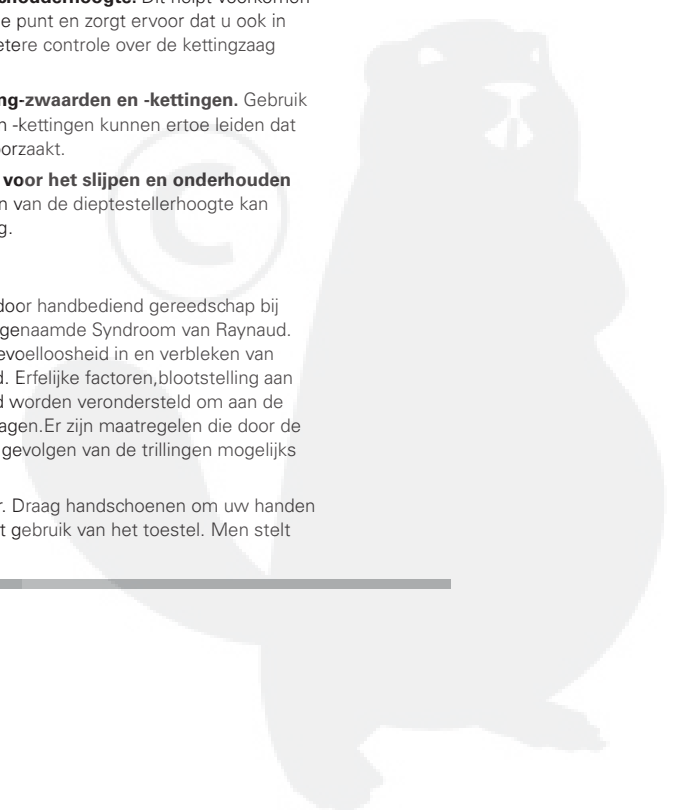 schouderhoogte. Dit helpt voorkomen
e punt en zorgt ervoor dat u ook in
etere controle over de kettingzaag
ng-zwaarden en -kettingen. Gebruik
n -kettingen kunnen ertoe leiden dat
oorzaakt.
voor het slijpen en onderhouden
n van de dieptestellerhoogte kan
g.
door handbediend gereedschap bij
genaamde Syndroom van Raynaud.
evoelloosheid in en verbleken van
d. Erfelijke factoren,blootstelling aan
d worden verondersteld om aan de
agen.Er zijn maatregelen die door de
gevolgen van de trillingen mogelijks
r. Draag handschoenen om uw handen
t gebruik van het toestel. Men stelt
©